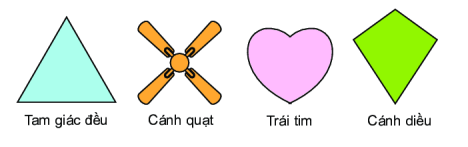 Tam giác đều Cánh quạt Trái tim Cánh diều